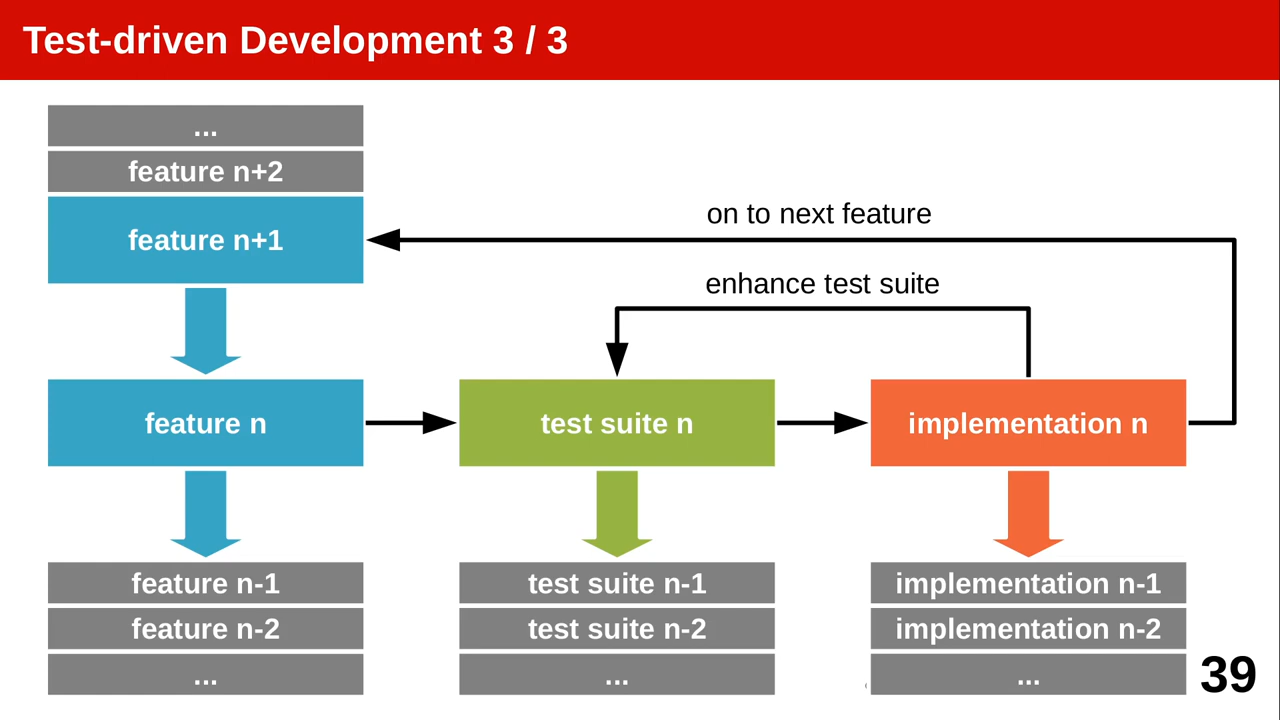 Test-driven Development 3 / 3
...
feature n+2
feature n+1
on to next feature
enhance test suite
feature n
test suite n
implementation n
feature n-1
test suite n-1
implementation n-1
feature n-2
test suite n-2
implementation n-2
...
...
...
39